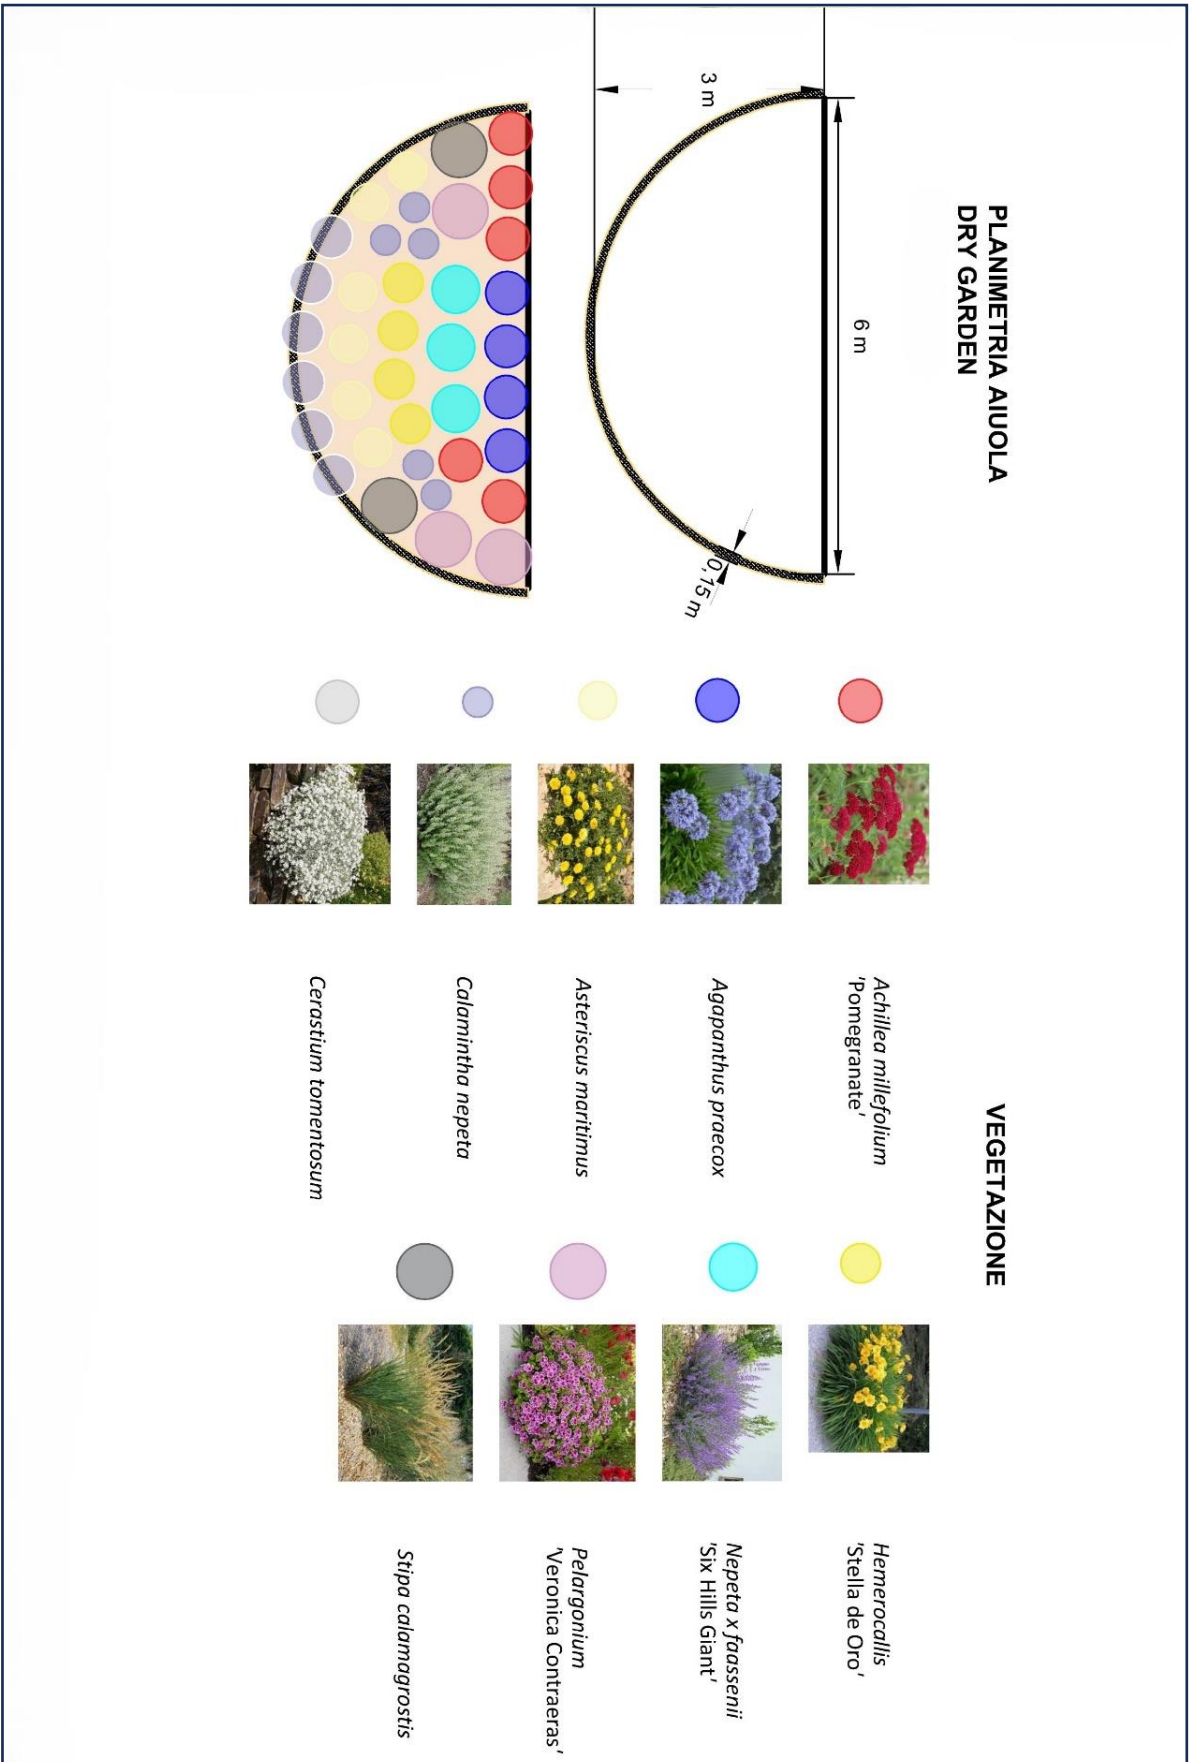 PLANIMETRIA AIUOLA
DRY GARDEN
6 m
3 m
0,15 m
VEGETAZIONE
Achillea millefolium
'Pomegranate'
Agapanthus praecox
Asteriscus maritimus
Calamintha nepeta
Cerastium tomentosum
Hemerocallis
'Stella de Oro'
Nepeta x faassenii
'Six Hills Giant'
Pelargonium
'Veronica Contraeras'
Stipa calamagrostis